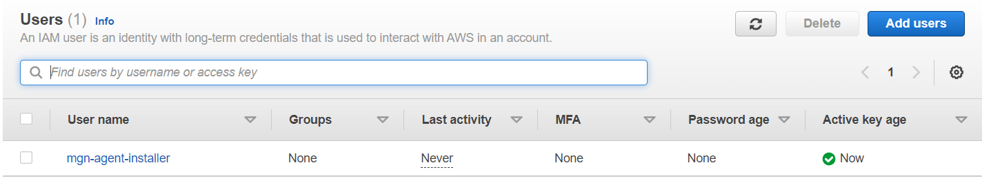 Users (1) Info
An IAM user is an identity with long-term credentials that is used to interact with AWS in an account.
Delete
Add users
Find users by username or access key
1
User name Groups Last activity MFA Password age Active key age
mgn-agent-installer None Never None None Now